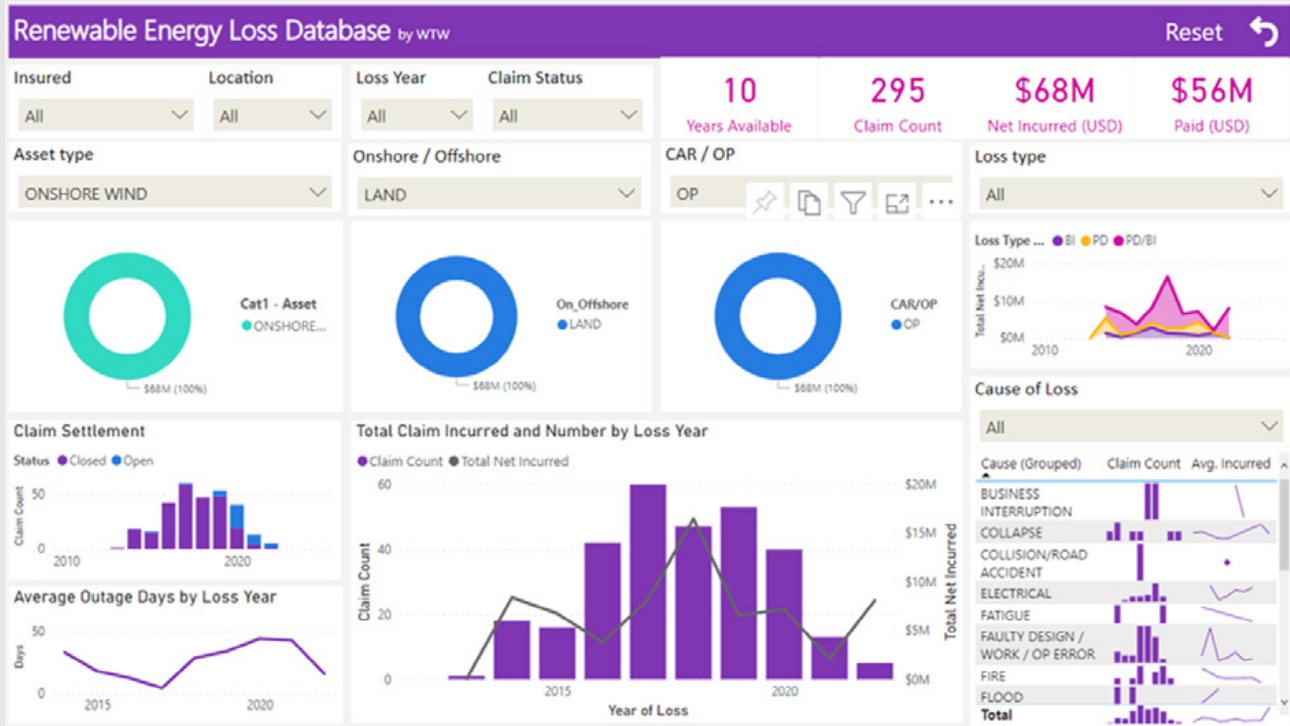 Renewable Energy Loss Database by WTW
Reset
Insured
Location
Loss Year
Claim Status
All
All
All
All
10
Years Available
295
Claim Count
$68M
Net Incurred (USD)
$56M
Paid (USD)
Asset type
Onshore / Offshore
CAR / OP
Loss type
ONSHORE WIND
LAND
OP
All
Cat1 - Asset
ONSHORE...
$68M (100%)
On_Offshore
LAND
$68M (100%)
CAR/OP
OP
$68M (100%)
Loss Type ... BI PD PD/BI
Total Net Incu...
$20M
$10M
$0M
2010
2020
Cause of Loss
All
Claim Settlement
Status Closed Open
Claim Count
50
0
2010
2020
Average Outage Days by Loss Year
Days
50
0
2015
2020
Total Claim Incurred and Number by Loss Year
Claim Count Total Net Incurred
Claim Count
60
40
20
0
$20M
$15M
$10M
$5M
$0M
Total Net Incurred
2015
2020
Year of Loss
Cause (Grouped) Claim Count Avg. Incurred
BUSINESS
INTERRUPTION
COLLAPSE
COLLISION/ROAD
ACCIDENT
ELECTRICAL
FATIGUE
FAULTY DESIGN /
WORK / OP ERROR
FIRE
FLOOD
Total